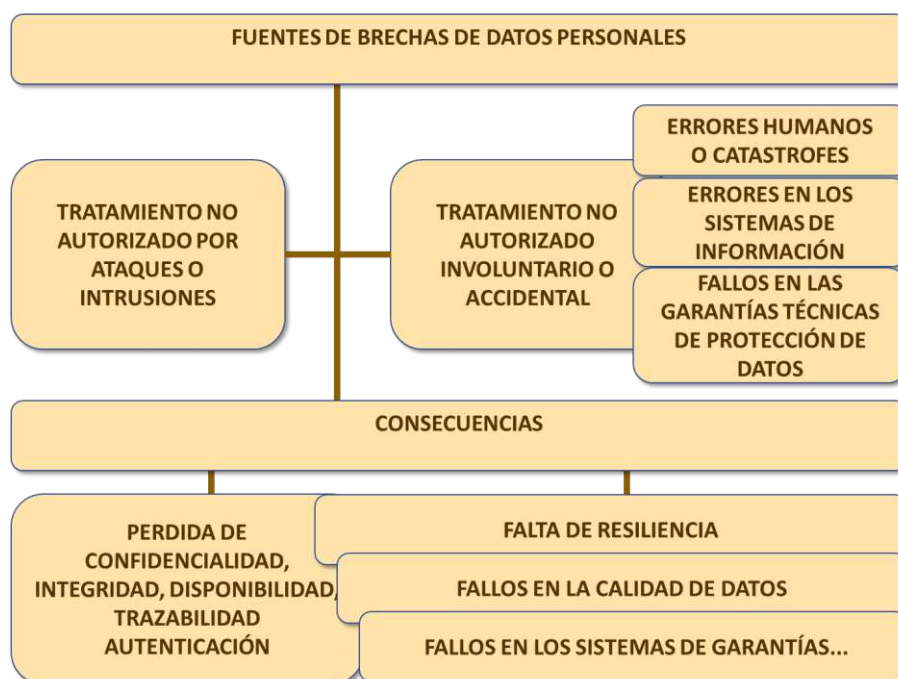 FUENTES DE BRECHAS DE DATOS PERSONALES
TRATAMIENTO NO
AUTORIZADO POR
ATAQUES O
INTRUSIONES
TRATAMIENTO NO
AUTORIZADO
INVOLUNTARIO O
ACCIDENTAL
ERRORES HUMANOS
O CATASTROFES
ERRORES EN LOS
SISTEMAS DE
INFORMACIÓN
FALLOS EN LAS
GARANTÍAS TÉCNICAS
DE PROTECCIÓN DE
DATOS
CONSECUENCIAS
PERDIDA DE
CONFIDENCIALIDAD,
INTEGRIDAD, DISPONIBILIDAD,
TRAZABILIDAD
AUTENTICACIÓN
FALTA DE RESILIENCIA
FALLOS EN LA CALIDAD DE DATOS
FALLOS EN LOS SISTEMAS DE GARANTÍAS...